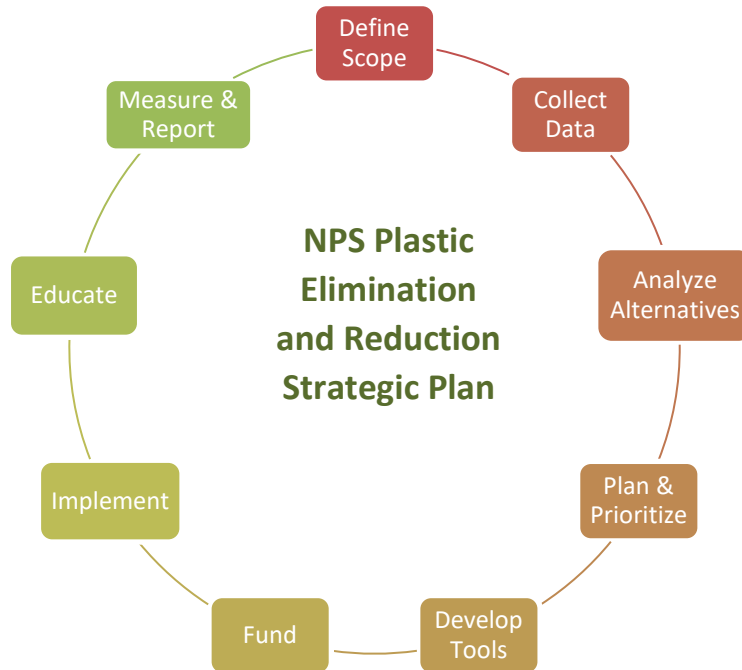 Define
Scope
Collect
Data
Analyze
Alternatives
Plan &
Prioritize
Develop
Tools
Fund
Implement
Educate
Measure &
Report
NPS Plastic
Elimination
and Reduction
Strategic Plan